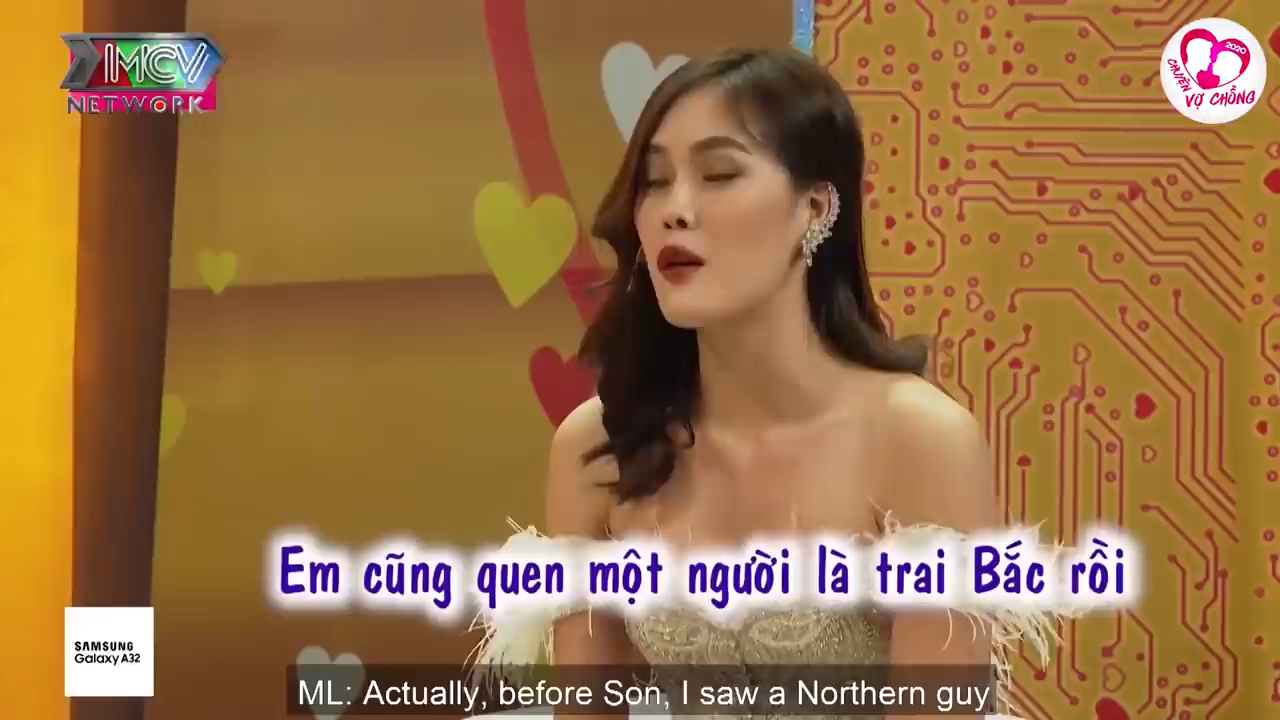 MCV
NETWORK
2020
CHUYỆN
VỢ CHỒNG
Em cũng quen một người là trai Bắc rồi
SAMSUNG
Galaxy A32
ML: Actually, before Son, I saw a Northern guy